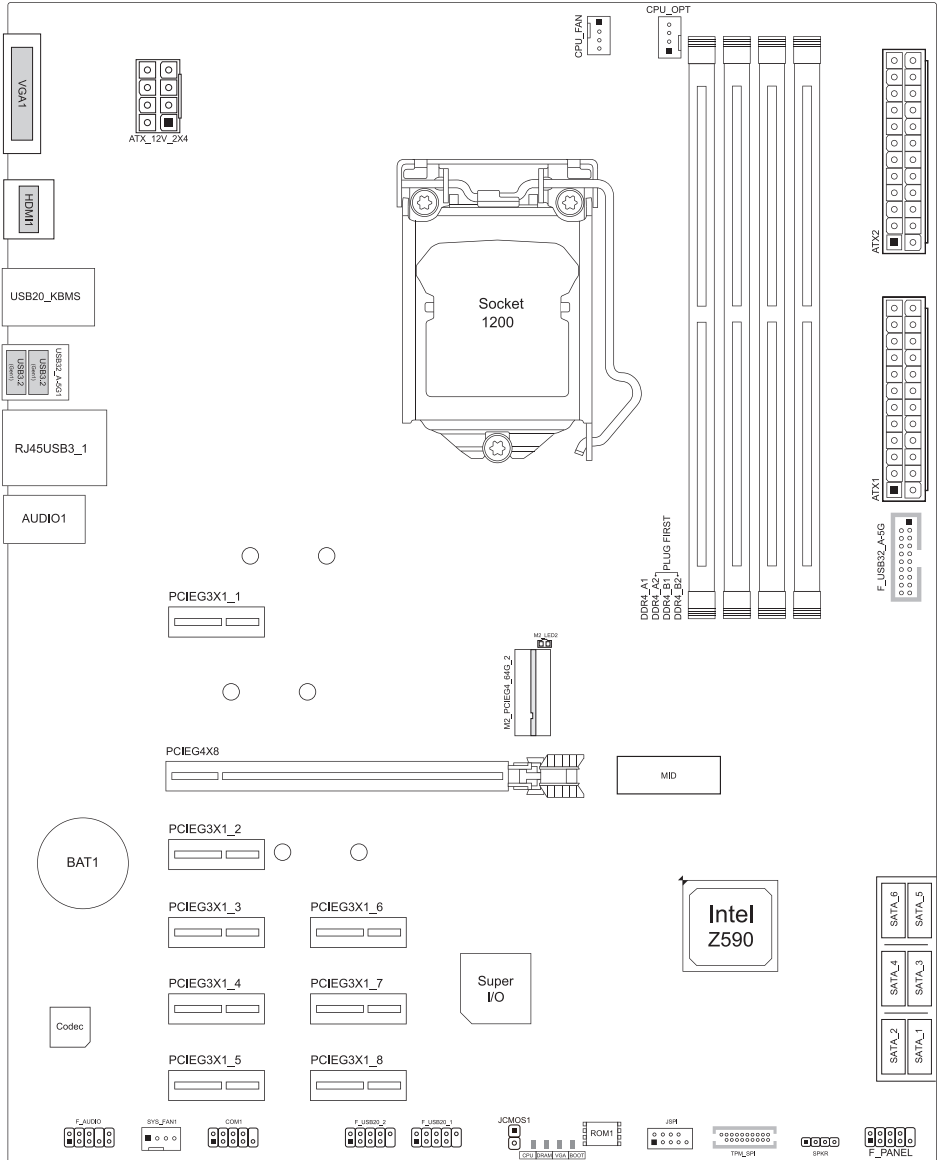 CPU_FAN
CPU_OPT
VGA1
ATX_12V_2X4
HDMI1
ATX2
USB20_KBMS
Socket
1200
USB32_A-5G1
USB3.2
(Gen1)
USB3.2
(Gen1)
RJ45USB3_1
ATX1
AUDIO1
F_USB32_A-5G
PLUG FIRST
DDR4_A1
DDR4_A2
DDR4_B1
DDR4_B2
PCIEG3X1_1
M2_LED2
M2_PCIEG4_64G_2
PCIEG4X8
MID
PCIEG3X1_2
BAT1
PCIEG3X1_3
PCIEG3X1_6
Intel
Z590
SATA_6
SATA_5
SATA_4
SATA_3
PCIEG3X1_4
PCIEG3X1_7
Super
I/O
Codec
SATA_2
SATA_1
PCIEG3X1_5
PCIEG3X1_8
F_AUDIO
SYS_FAN1
COM1
F_USB20_2
F_USB20_1
JCMOS1
CPU DRAM VGA BOOT
ROM1
JSPI
TPM_SPI
SPKR
F_PANEL